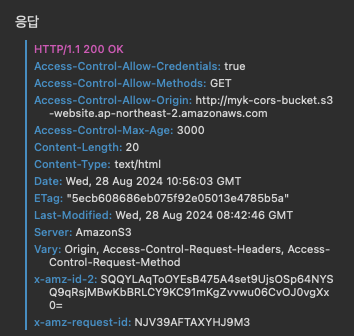 응답
HTTP/1.1 200 OK
Access-Control-Allow-Credentials: true
Access-Control-Allow-Methods: GET
Access-Control-Allow-Origin: http://myk-cors-bucket.s3
-website.ap-northeast-2.amazonaws.com
Access-Control-Max-Age: 3000
Content-Length: 20
Content-Type: text/html
Date: Wed, 28 Aug 2024 10:56:03 GMT
ETag: "5ecb608686eb075f92e05013e4785b5a"
Last-Modified: Wed, 28 Aug 2024 08:42:46 GMT
Server: AmazonS3
Vary: Origin, Access-Control-Request-Headers, Access-
Control-Request-Method
x-amz-id-2: SQQYLAqToOYEsB475A4set9UjsOSp64NYS
Q9qRsjMBwKbBRLCY9KC91mKgZvvwu06CvOJ0vgXx
0=
x-amz-request-id: NJV39AFTAXYHJ9M3